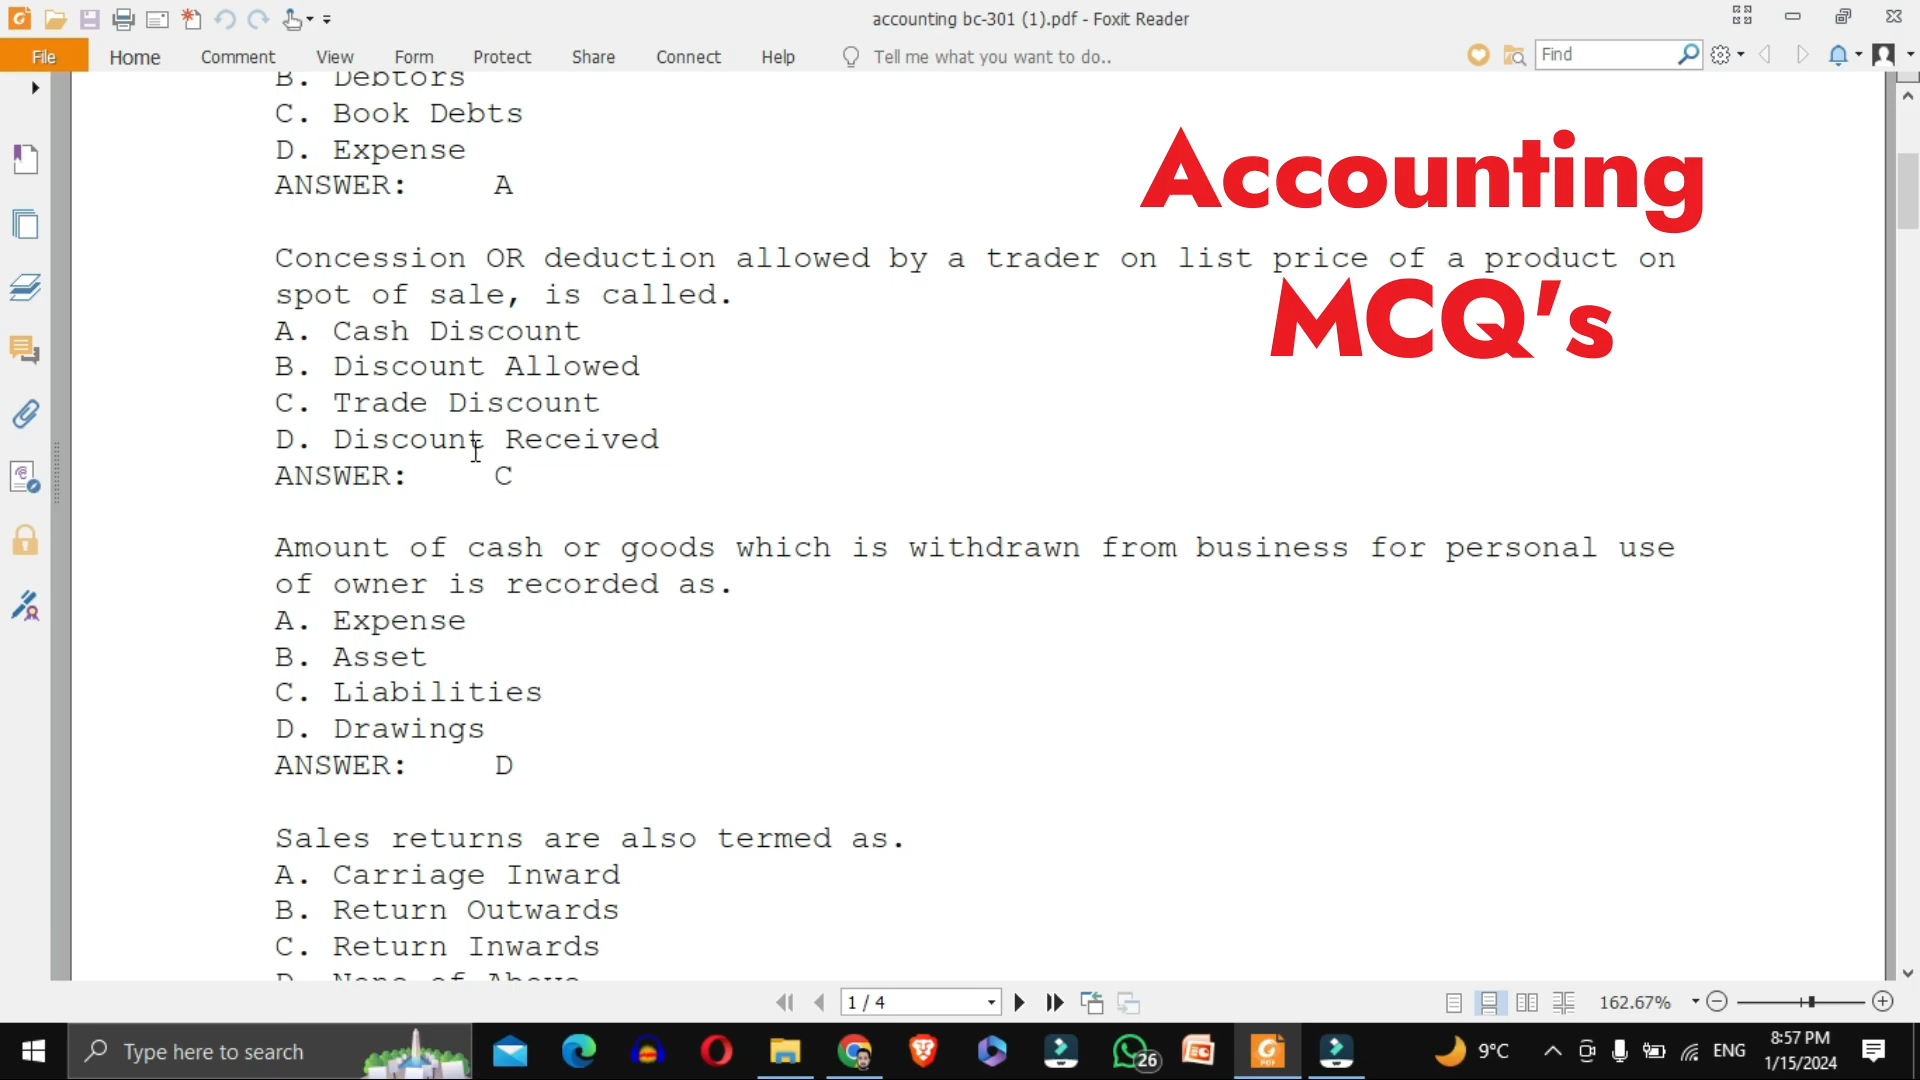 accounting bc-301 (1).pdf - Foxit Reader
File Home Comment View Form Protect Share Connect Help Tell me what you want to do.. Find
B. Debtors
C. Book Debts
D. Expense
ANSWER: A
Accounting
MCQ's
Concession OR deduction allowed by a trader on list price of a product on
spot of sale, is called.
A. Cash Discount
B. Discount Allowed
C. Trade Discount
D. Discount Received
ANSWER: C
Amount of cash or goods which is withdrawn from business for personal use
of owner is recorded as.
A. Expense
B. Asset
C. Liabilities
D. Drawings
ANSWER: D
Sales returns are also termed as.
A. Carriage Inward
B. Return Outwards
C. Return Inwards
D. None of Above
1 / 4 162.67%
Type here to search 26 9°C ENG 8:57 PM
1/15/2024